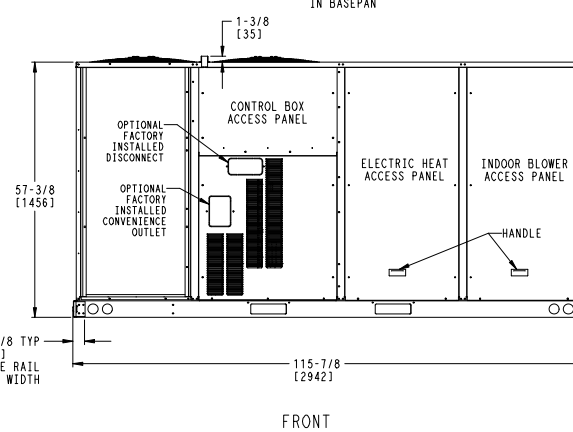 IN BASEPAN
1-3/8
[35]
CONTROL BOX
ACCESS PANEL
OPTIONAL
FACTORY
INSTALLED
DISCONNECT
ELECTRIC HEAT
ACCESS PANEL
INDOOR BLOWER
ACCESS PANEL
57-3/8
[1456]
OPTIONAL
FACTORY
INSTALLED
CONVENIENCE
OUTLET
HANDLE
/8 TYP
]
E RAIL
WIDTH
115-7/8
[2942]
FRONT